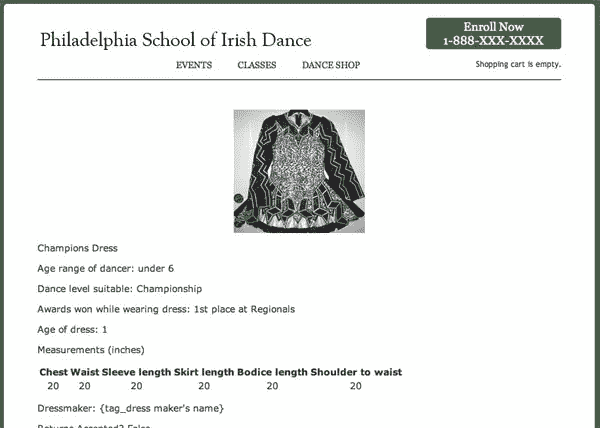 Philadelphia School of Irish Dance
Enroll Now
1-888-XXX-XXXX
EVENTS CLASSES DANCE SHOP
Shopping cart is empty.
Champions Dress
Age range of dancer: under 6
Dance level suitable: Championship
Awards won while wearing dress: 1st place at Regionals
Age of dress: 1
Measurements (inches)
Chest Waist Sleeve length Skirt length Bodice length Shoulder to waist
20 20 20 20 20 20
Dressmaker: {tag_dress maker's name}
Returns Accepted? False